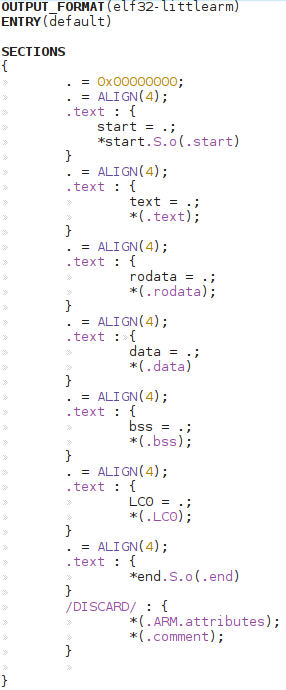 OUTPUT_FORMAT(elf32-littlearm)
ENTRY(default)

SECTIONS
{
»       . = 0x00000000;
»       . = ALIGN(4);
»       .text : {
»           start = .;
»           *start.S.o(.start)
»       }
»       . = ALIGN(4);
»       .text : {
»       »       text = .;
»       »       *(.text);
»       }
»       . = ALIGN(4);
»       .text : {
»       »       rodata = .;
»       »       *(.rodata);
»       }
»       . = ALIGN(4);
»       .text :»{
»       »       data = .;
»       »       *(.data)
»       }
»       . = ALIGN(4);
»       .text : {
»       »       bss = .;
»       »       *(.bss);
»       }
»       . = ALIGN(4);
»       .text : {
»       »       LC0 = .;
»       »       *(.LC0);
»       }
»       . = ALIGN(4);
»       .text : {
»       »       *end.S.o(.end)
»       }
»       /DISCARD/ : {
»       »       *(.ARM.attributes);
»       »       *(.comment);
»       }
»       »
}